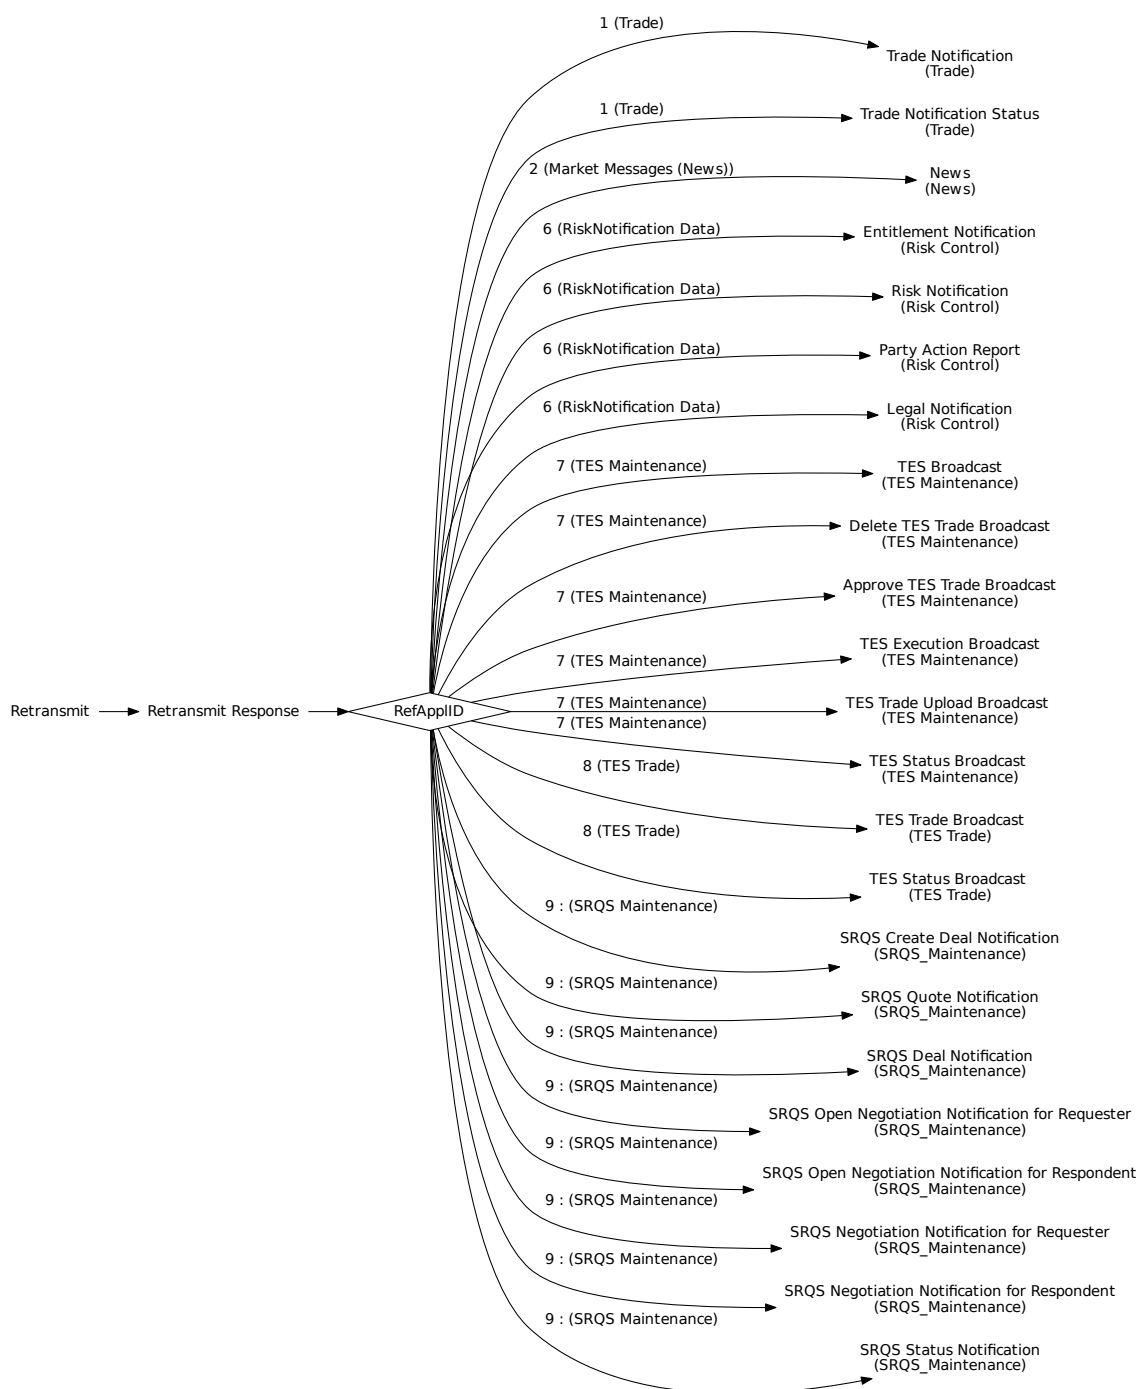 1 (Trade)
Trade Notification
(Trade)
1 (Trade)
Trade Notification Status
(Trade)
2 (Market Messages (News))
News
(News)
6 (RiskNotification Data)
Entitlement Notification
(Risk Control)
6 (RiskNotification Data)
Risk Notification
(Risk Control)
6 (RiskNotification Data)
Party Action Report
(Risk Control)
6 (RiskNotification Data)
Legal Notification
(Risk Control)
7 (TES Maintenance)
TES Broadcast
(TES Maintenance)
7 (TES Maintenance)
Delete TES Trade Broadcast
(TES Maintenance)
7 (TES Maintenance)
Approve TES Trade Broadcast
(TES Maintenance)
7 (TES Maintenance)
TES Execution Broadcast
(TES Maintenance)
Retransmit
Retransmit Response
RefApplID
7 (TES Maintenance)
TES Trade Upload Broadcast
(TES Maintenance)
7 (TES Maintenance)
TES Status Broadcast
(TES Maintenance)
8 (TES Trade)
TES Trade Broadcast
(TES Trade)
8 (TES Trade)
TES Status Broadcast
(TES Trade)
9 : (SRQS Maintenance)
SRQS Create Deal Notification
(SRQS_Maintenance)
9 : (SRQS Maintenance)
SRQS Quote Notification
(SRQS_Maintenance)
9 : (SRQS Maintenance)
SRQS Deal Notification
(SRQS_Maintenance)
9 : (SRQS Maintenance)
SRQS Open Negotiation Notification for Requester
(SRQS_Maintenance)
9 : (SRQS Maintenance)
SRQS Open Negotiation Notification for Respondent
(SRQS_Maintenance)
9 : (SRQS Maintenance)
SRQS Negotiation Notification for Requester
(SRQS_Maintenance)
9 : (SRQS Maintenance)
SRQS Negotiation Notification for Respondent
(SRQS_Maintenance)
9 : (SRQS Maintenance)
SRQS Status Notification
(SRQS_Maintenance)